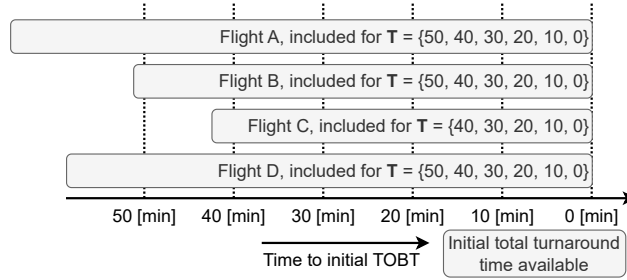 Flight A, included for T = {50, 40, 30, 20, 10, 0}
Flight B, included for T = {50, 40, 30, 20, 10, 0}
Flight C, included for T = {40, 30, 20, 10, 0}
Flight D, included for T = {50, 40, 30, 20, 10, 0}
50 [min] 40 [min] 30 [min] 20 [min] 10 [min] 0 [min]
Time to initial TOBT
Initial total turnaround
time available